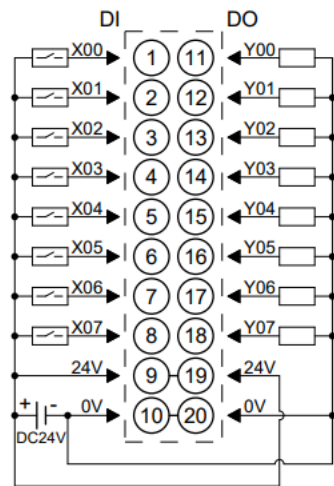 DI DO
X00 1 11 Y00
X01 2 12 Y01
X02 3 13 Y02
X03 4 14 Y03
X04 5 15 Y04
X05 6 16 Y05
X06 7 17 Y06
X07 8 18 Y07
24V 9 19 24V
+ - 0V 10 20 0V
DC24V